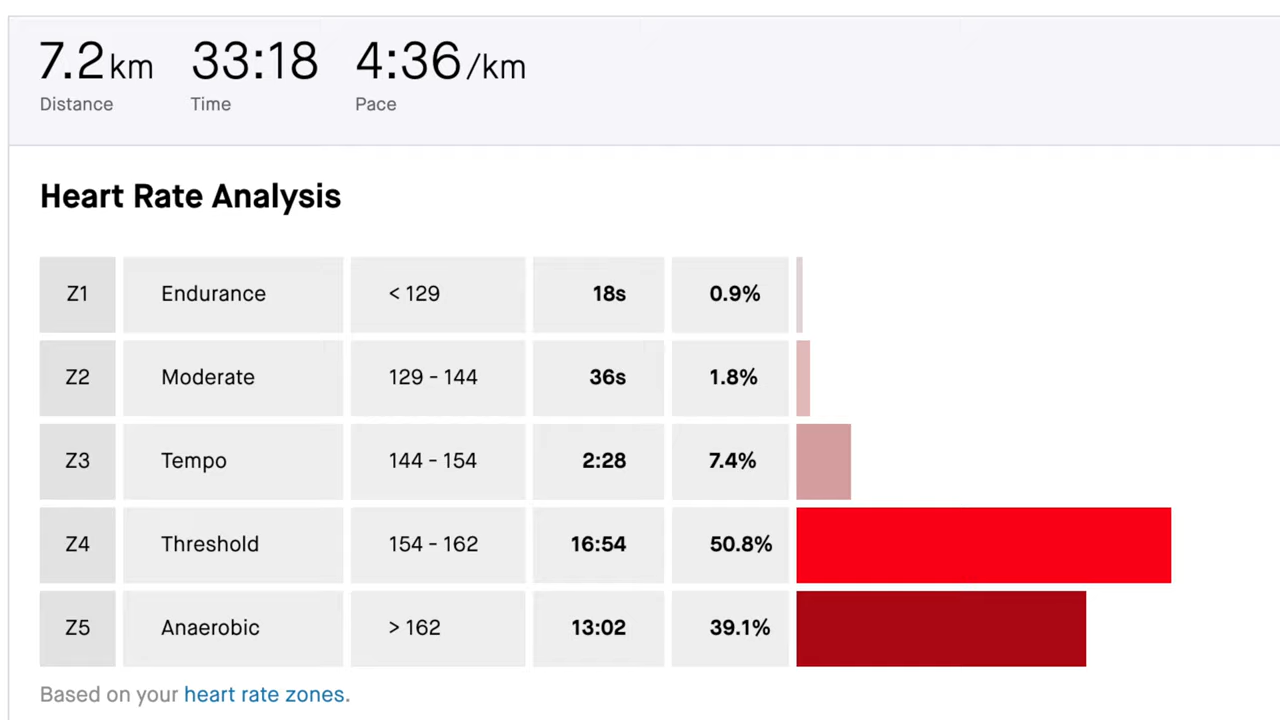 7.2 km 33:18 4:36 /km
Distance Time Pace
Heart Rate Analysis
Z1 Endurance < 129 18s 0.9%
Z2 Moderate 129 - 144 36s 1.8%
Z3 Tempo 144 - 154 2:28 7.4%
Z4 Threshold 154 - 162 16:54 50.8%
Z5 Anaerobic > 162 13:02 39.1%
Based on your heart rate zones.